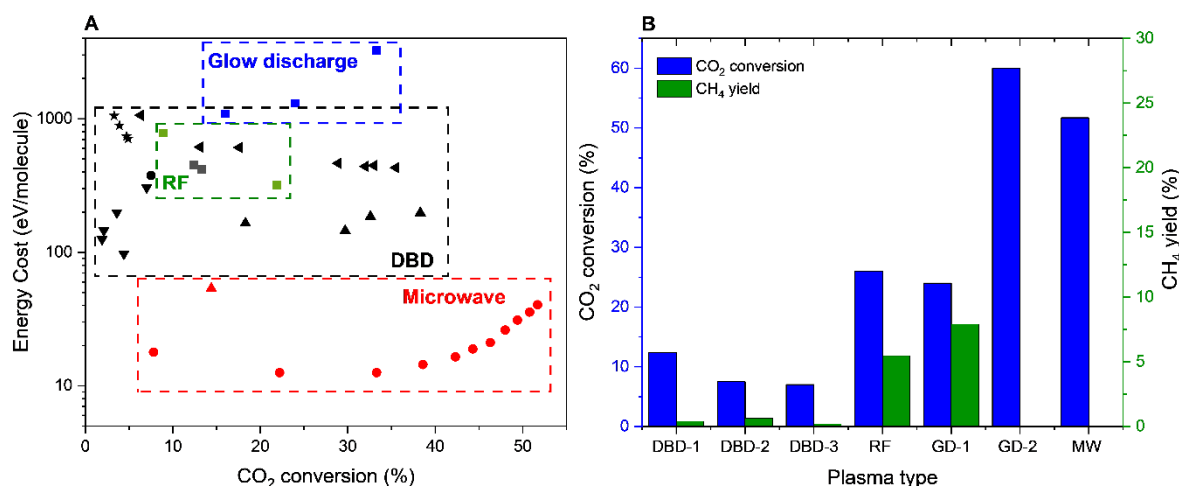 A
Glow discharge
RF
DBD
Microwave
1000
100
10
0 10 20 30 40 50
Energy Cost (eV/molecule)
CO₂ conversion (%)
B
CO₂ conversion
CH₄ yield
60
50
40
30
20
10
0
30
25
20
15
10
5
0
DBD-1 DBD-2 DBD-3 RF GD-1 GD-2 MW
CO₂ conversion (%)
CH₄ yield (%)
Plasma type